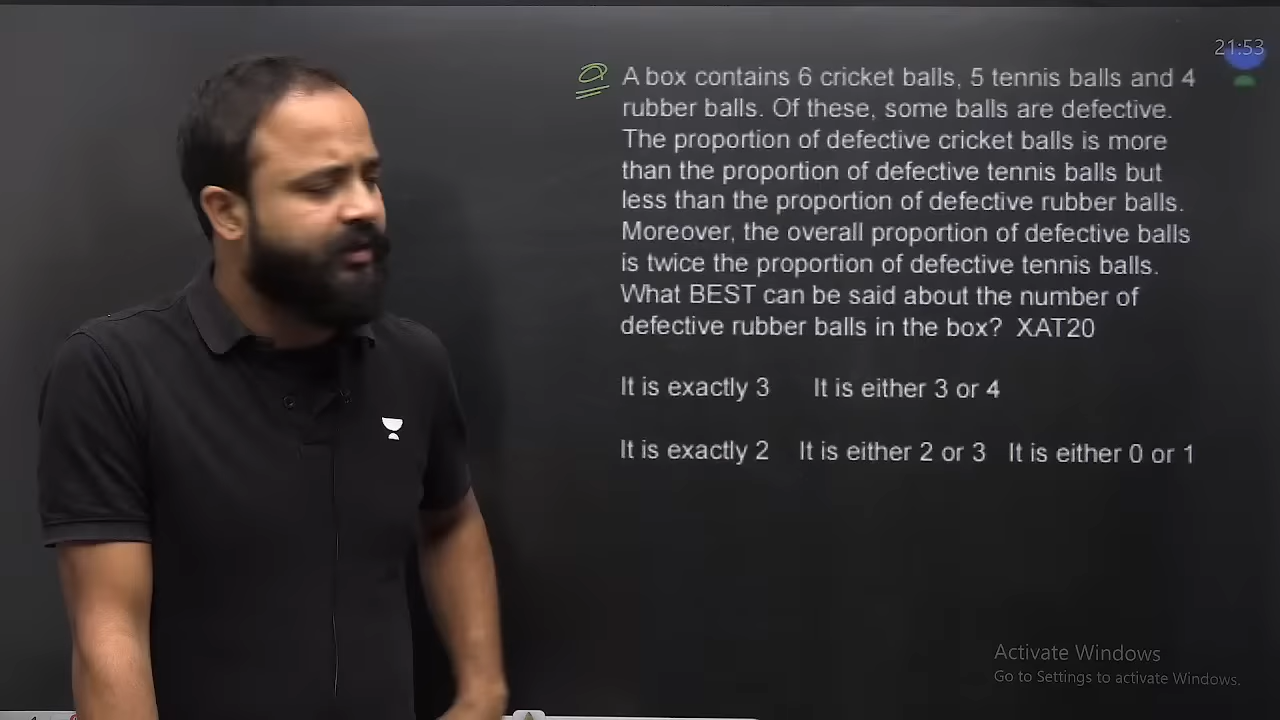 21:53
Q A box contains 6 cricket balls, 5 tennis balls and 4
rubber balls. Of these, some balls are defective.
The proportion of defective cricket balls is more
than the proportion of defective tennis balls but
less than the proportion of defective rubber balls.
Moreover, the overall proportion of defective balls
is twice the proportion of defective tennis balls.
What BEST can be said about the number of
defective rubber balls in the box? XAT20
It is exactly 3 It is either 3 or 4
It is exactly 2 It is either 2 or 3 It is either 0 or 1
Activate Windows
Go to Settings to activate Windows.